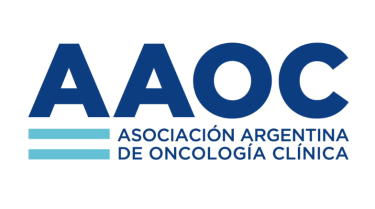 AAOC
ASOCIACIÓN ARGENTINA
DE ONCOLOGÍA CLÍNICA